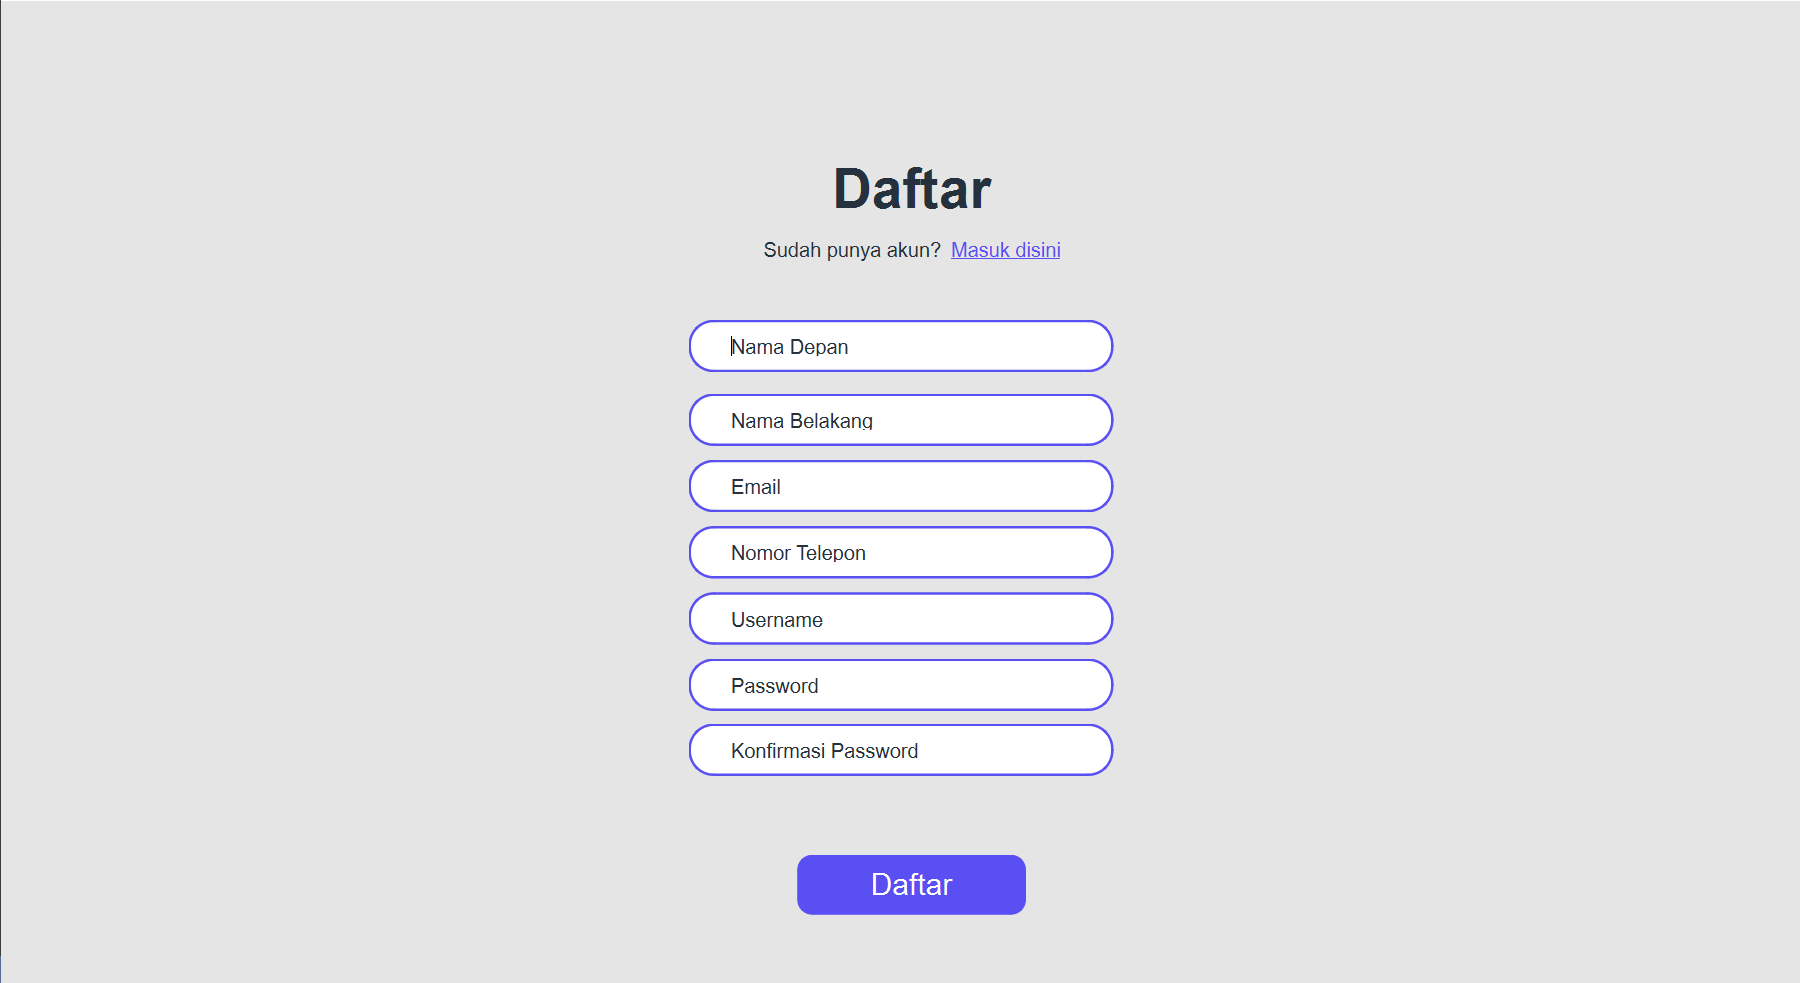 Daftar
Sudah punya akun? Masuk disini
Nama Depan
Nama Belakang
Email
Nomor Telepon
Username
Password
Konfirmasi Password
Daftar